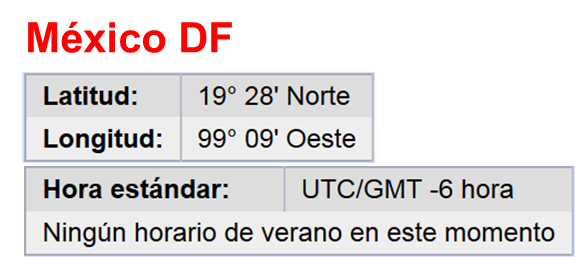 México DF
Latitud: 19° 28' Norte
Longitud: 99° 09' Oeste
Hora estándar: UTC/GMT -6 hora
Ningún horario de verano en este momento